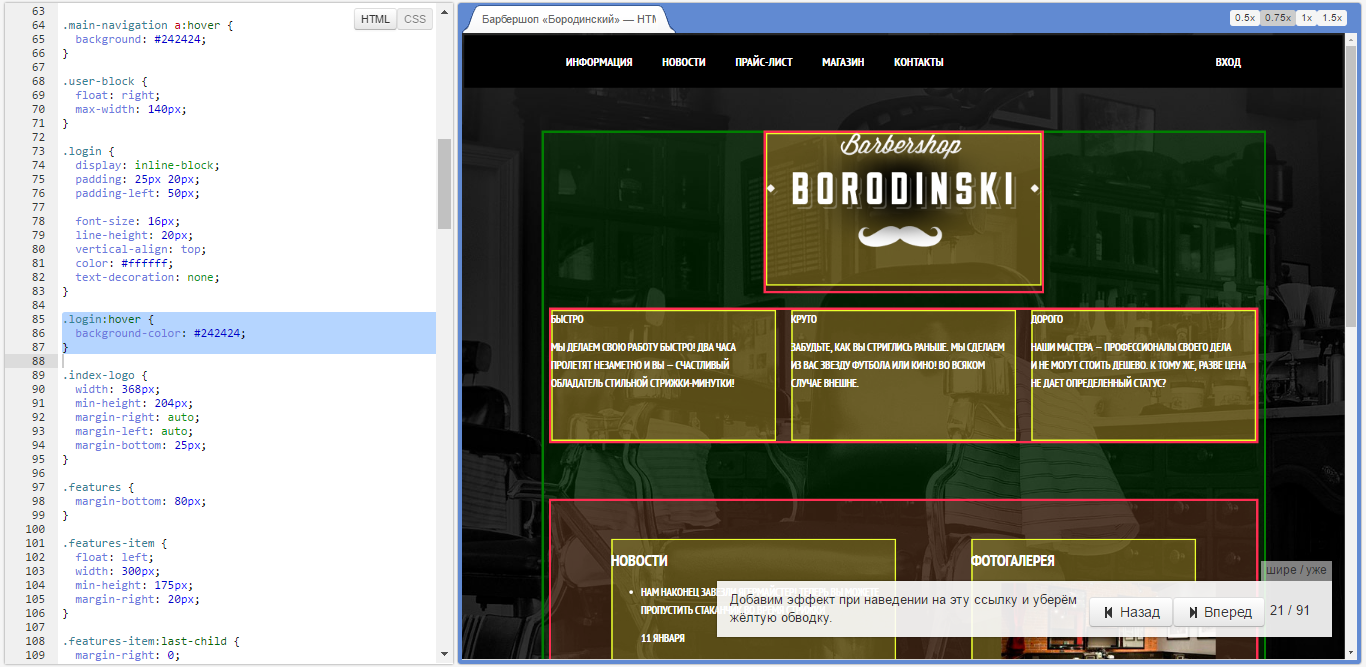 HTML
CSS
63
64 .main-navigation a:hover {
65   background: #242424;
66 }
67
68 .user-block {
69   float: right;
70   max-width: 140px;
71 }
72
73 .login {
74   display: inline-block;
75   padding: 25px 20px;
76   padding-left: 50px;
77
78   font-size: 16px;
79   line-height: 20px;
80   vertical-align: top;
81   color: #ffffff;
82   text-decoration: none;
83 }
84
85 .login:hover {
86   background-color: #242424;
87 }
88
89 .index-logo {
90   width: 368px;
91   min-height: 204px;
92   margin-right: auto;
93   margin-left: auto;
94   margin-bottom: 25px;
95 }
96
97 .features {
98   margin-bottom: 80px;
99 }
100
101 .features-item {
102   float: left;
103   width: 300px;
104   min-height: 175px;
105   margin-right: 20px;
106 }
107
108 .features-item:last-child {
109   margin-right: 0;
Барбершоп «Бородинский» — HTM
0.5x 0.75x 1x 1.5x
ИНФОРМАЦИЯ НОВОСТИ ПРАЙС-ЛИСТ МАГАЗИН КОНТАКТЫ ВХОД
Barbershop
BORODINSKI
БЫСТРО
МЫ ДЕЛАЕМ СВОЮ РАБОТУ БЫСТРО! ДВА ЧАСА
ПРОЛЕТЯТ НЕЗАМЕТНО И ВЫ — СЧАСТЛИВЫЙ
ОБЛАДАТЕЛЬ СТИЛЬНОЙ СТРИЖКИ-МИНУТКИ!
КРУТО
ЗАБУДЬТЕ, КАК ВЫ СТРИГЛИСЬ РАНЬШЕ. МЫ СДЕЛАЕМ
ИЗ ВАС ЗВЕЗДУ ФУТБОЛА ИЛИ КИНО! ВО ВСЯКОМ
СЛУЧАЕ ВНЕШНЕ.
ДОРОГО
НАШИ МАСТЕРА — ПРОФЕССИОНАЛЫ СВОЕГО ДЕЛА
И НЕ МОГУТ СТОИТЬ ДЕШЕВО. К ТОМУ ЖЕ, РАЗВЕ ЦЕНА
НЕ ДАЕТ ОПРЕДЕЛЕННЫЙ СТАТУС?
НОВОСТИ
НАМ НАКОНЕЦ
ПРОПУСТИТЬ
11 ЯНВАРЯ
ФОТОГАЛЕРЕЯ
шире / уже
Добавим эффект при наведении на эту ссылку и уберём
жёлтую обводку.
Назад
Вперед
21 / 91